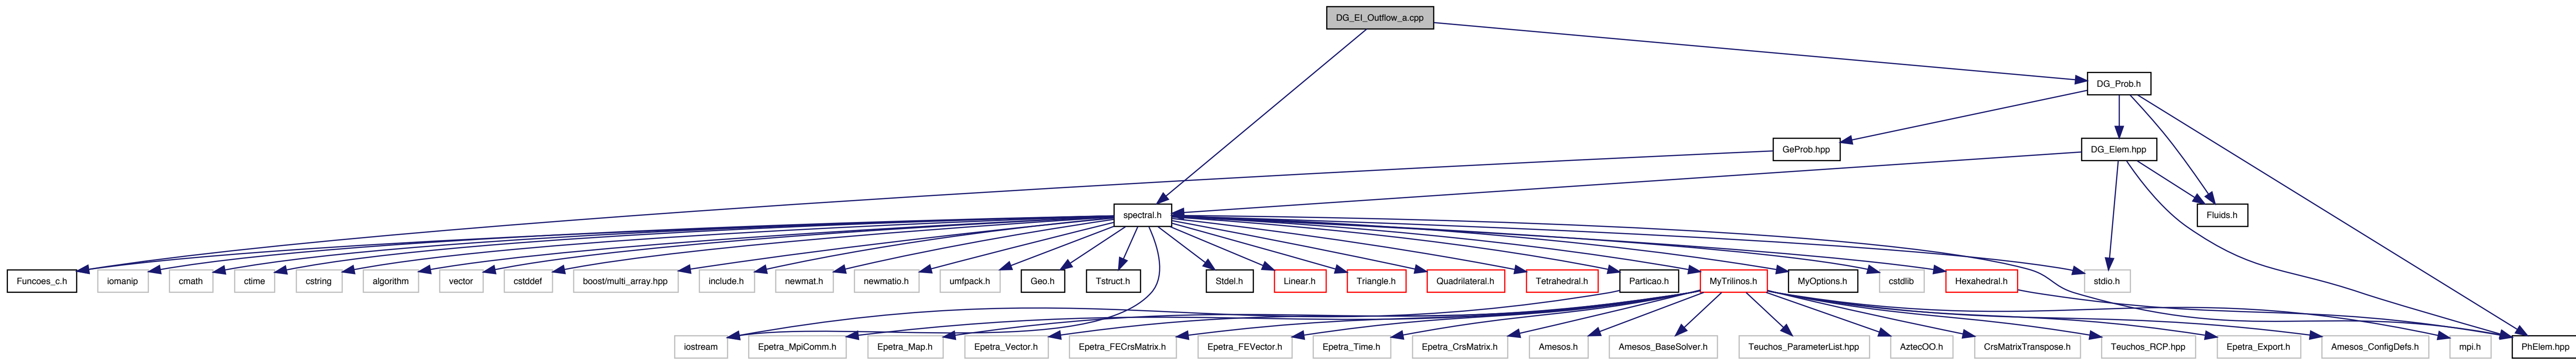 DG_EI_Outflow_a.cpp
DG_Prob.h
GeProb.hpp
DG_Elem.hpp
spectral.h
Fluids.h
Funcoes_c.h
iomanip
cmath
ctime
cstring
algorithm
vector
cstddef
boost/multi_array.hpp
include.h
newmat.h
newmatio.h
umfpack.h
Geo.h
Tstruct.h
Stdel.h
Linear.h
Triangle.h
Quadrilateral.h
Tetrahedral.h
Particao.h
MyTrilinos.h
MyOptions.h
cstdlib
Hexahedral.h
stdio.h
iostream
Epetra_MpiComm.h
Epetra_Map.h
Epetra_Vector.h
Epetra_FECrsMatrix.h
Epetra_FEVector.h
Epetra_Time.h
Epetra_CrsMatrix.h
Amesos.h
Amesos_BaseSolver.h
Teuchos_ParameterList.hpp
AztecOO.h
CrsMatrixTranspose.h
Teuchos_RCP.hpp
Epetra_Export.h
Amesos_ConfigDefs.h
mpi.h
PhElem.hpp